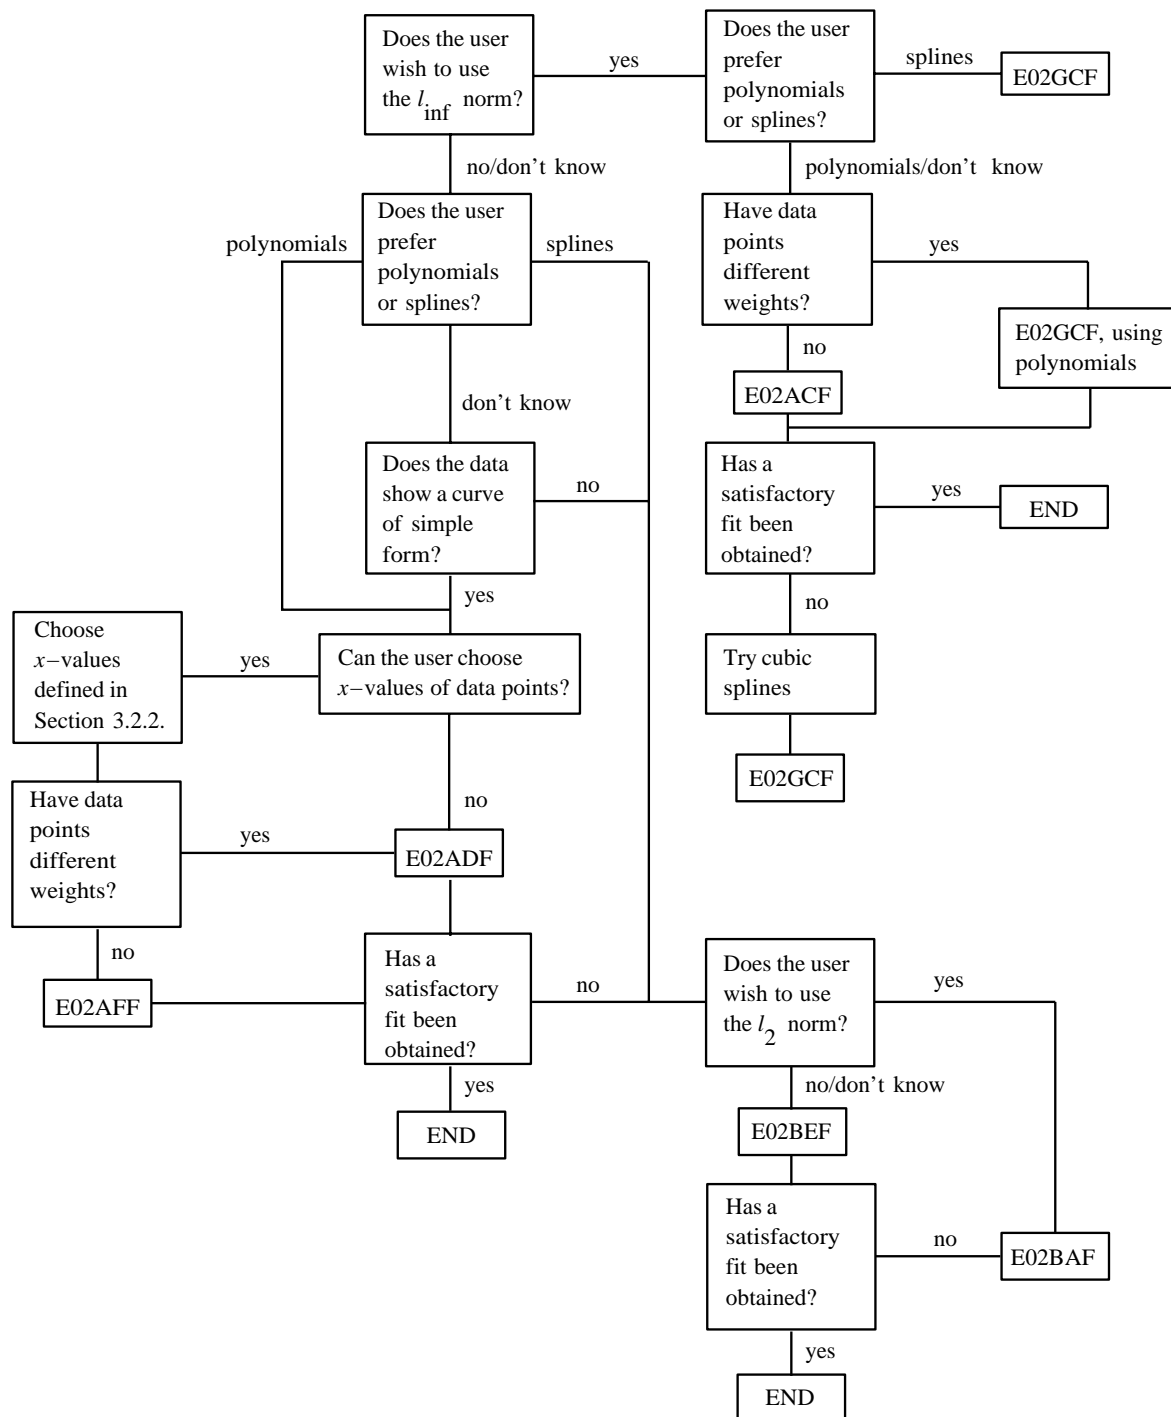 Does the user
wish to use
the l inf norm?
yes
Does the user
prefer
polynomials
or splines?
splines
E02GCF
no/don't know
polynomials/don't know
Does the user
prefer
polynomials
or splines?
polynomials
splines
Have data
points
different
weights?
yes
E02GCF, using
polynomials
no
E02ACF
don't know
Does the data
show a curve
of simple
form?
no
Has a
satisfactory
fit been
obtained?
yes
END
yes
no
Choose
x–values
defined in
Section 3.2.2.
yes
Can the user choose
x–values of data points?
Try cubic
splines
E02GCF
Have data
points
different
weights?
yes
no
E02ADF
no
E02AFF
Has a
satisfactory
fit been
obtained?
no
Does the user
wish to use
the l 2 norm?
yes
yes
END
no/don't know
E02BEF
Has a
satisfactory
fit been
obtained?
no
E02BAF
yes
END